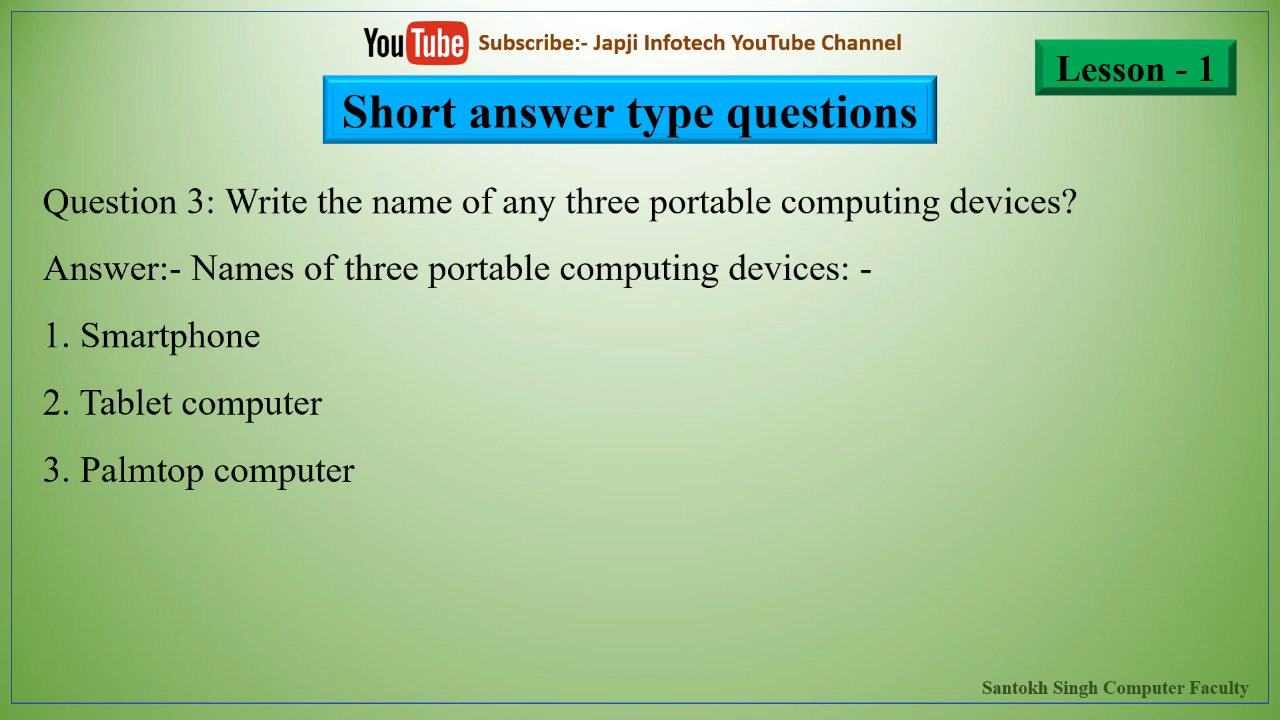 YouTube Subscribe:- Japji Infotech YouTube Channel
Lesson - 1
Short answer type questions
Question 3: Write the name of any three portable computing devices?
Answer:- Names of three portable computing devices: -
1. Smartphone
2. Tablet computer
3. Palmtop computer
Santokh Singh Computer Faculty